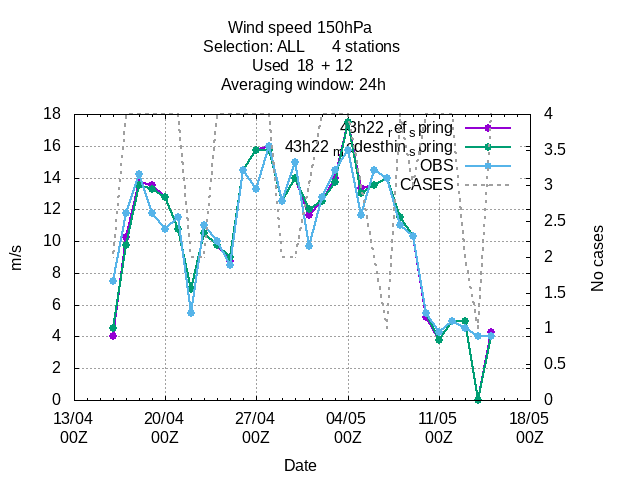 Wind speed 150hPa
Selection: ALL 4 stations
Used 18 + 12
Averaging window: 24h
43h22_ref_spring
43h22_modesthin_spring
OBS
CASES
18
16
14
12
10
8
6
4
2
0
m/s
4
3.5
3
2.5
2
1.5
1
0.5
0
No cases
13/04 20/04 27/04 04/05 11/05 18/05
00Z 00Z 00Z 00Z 00Z 00Z
Date